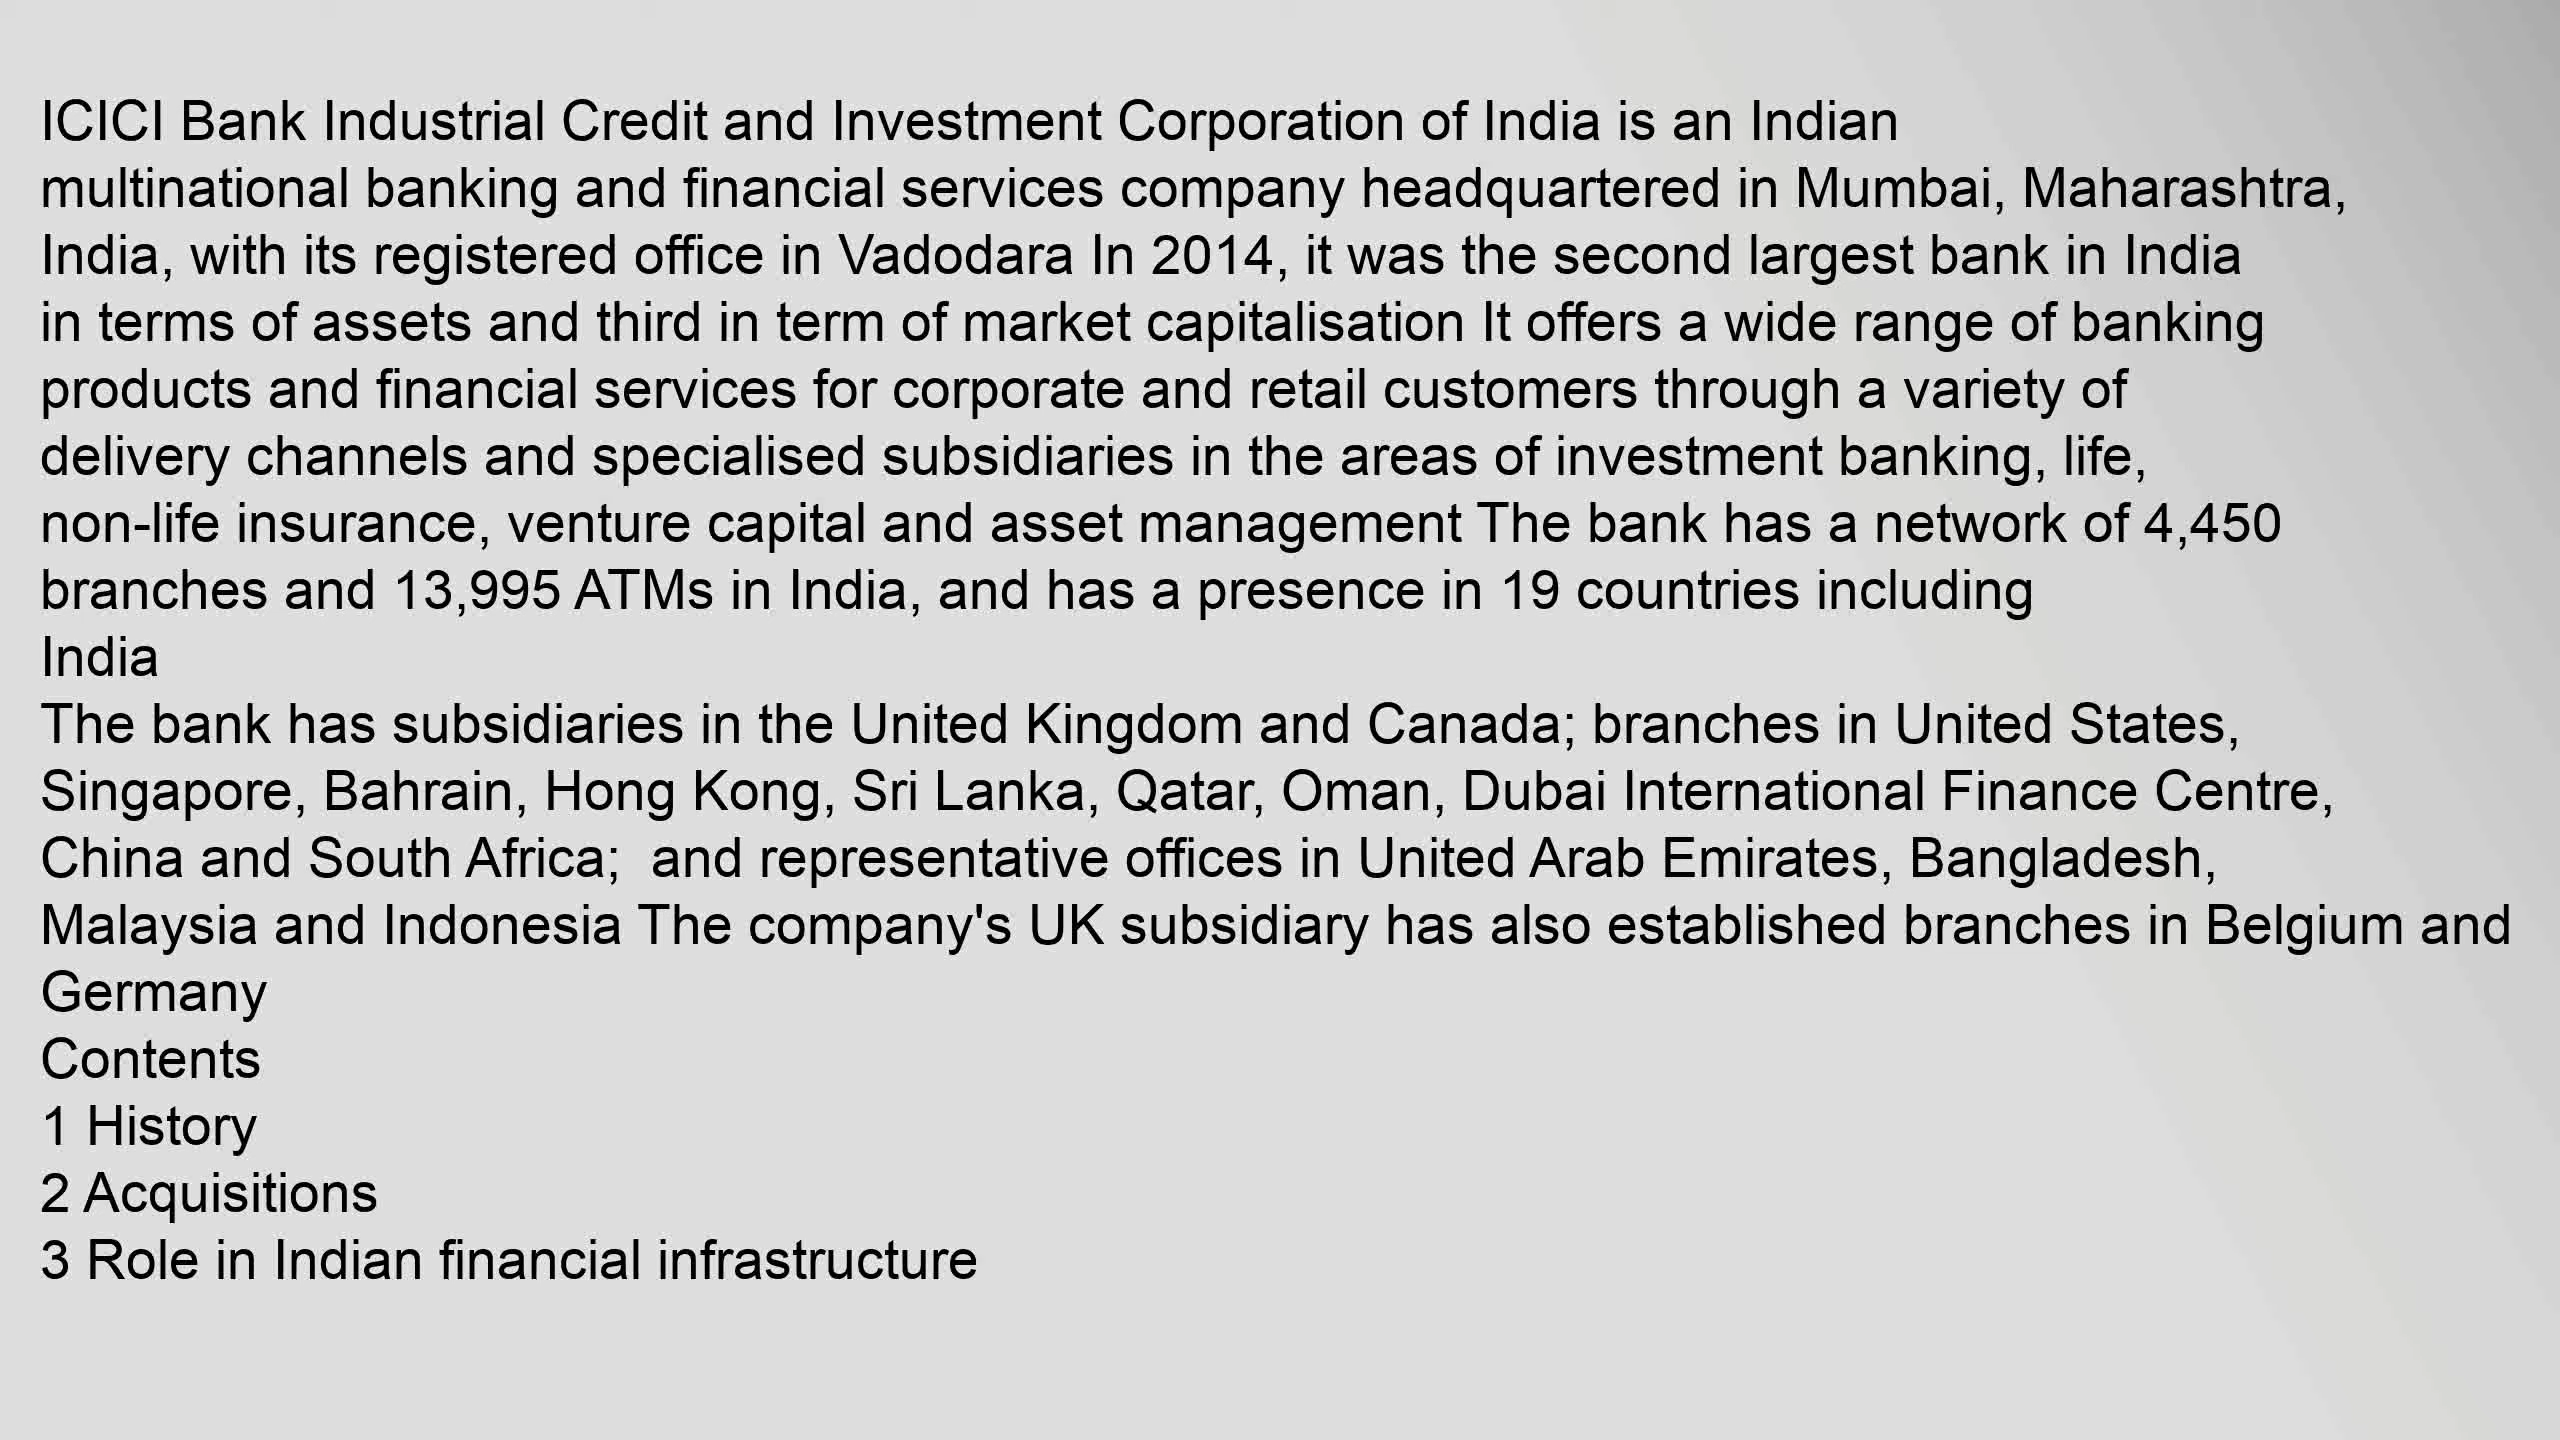 ICICI Bank Industrial Credit and Investment Corporation of India is an Indian
multinational banking and financial services company headquartered in Mumbai, Maharashtra,
India, with its registered office in Vadodara In 2014, it was the second largest bank in India
in terms of assets and third in term of market capitalisation It offers a wide range of banking
products and financial services for corporate and retail customers through a variety of
delivery channels and specialised subsidiaries in the areas of investment banking, life,
non-life insurance, venture capital and asset management The bank has a network of 4,450
branches and 13,995 ATMs in India, and has a presence in 19 countries including
India
The bank has subsidiaries in the United Kingdom and Canada; branches in United States,
Singapore, Bahrain, Hong Kong, Sri Lanka, Qatar, Oman, Dubai International Finance Centre,
China and South Africa;  and representative offices in United Arab Emirates, Bangladesh,
Malaysia and Indonesia The company's UK subsidiary has also established branches in Belgium and
Germany
Contents
1 History
2 Acquisitions
3 Role in Indian financial infrastructure